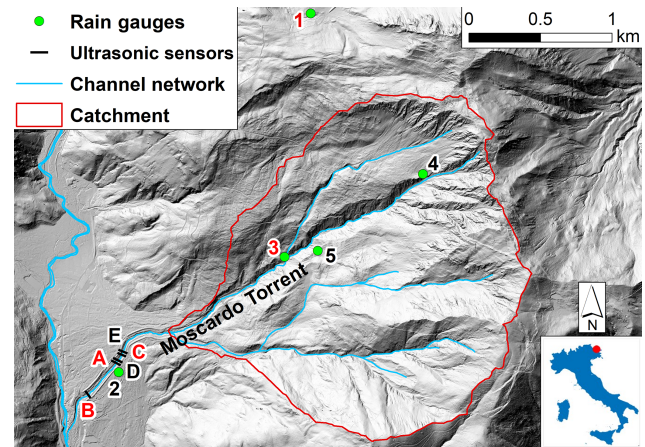 Rain gauges
Ultrasonic sensors
Channel network
Catchment
1
0 0.5 1
km
4
3
5
Moscardo Torrent
E
A
C
D
2
B
N